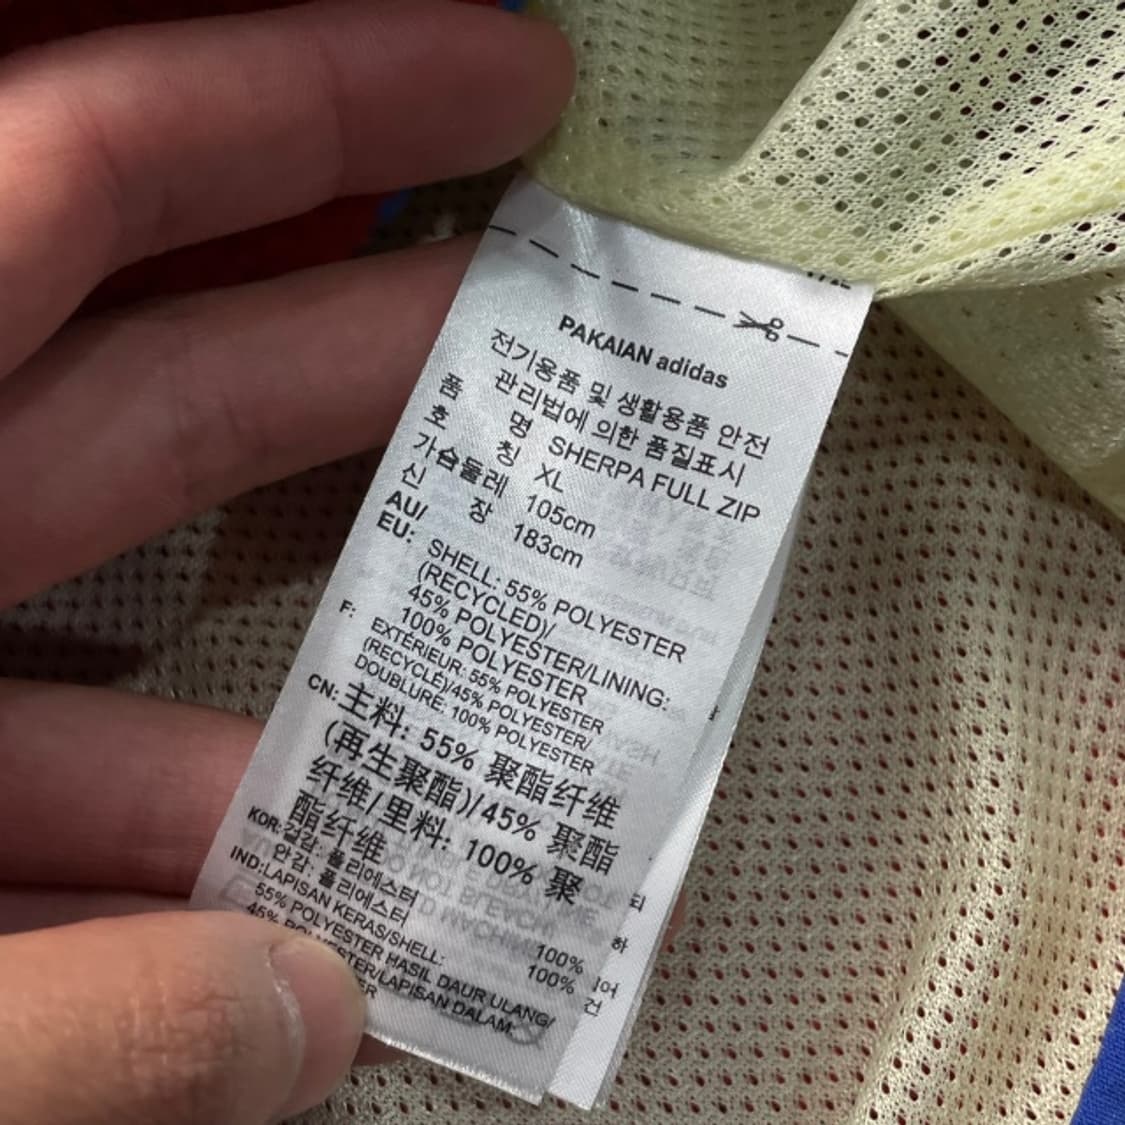 PAKAIAN adidas
전기용품 및 생활용품 안전
관리법에 의한 품질표시
품 명 SHERPA FULL ZIP
호 칭 XL
가슴둘레 105cm
신 장 183cm
AU/
EU: SHELL: 55% POLYESTER
(RECYCLED)/
45% POLYESTER/LINING:
100% POLYESTER
F: EXTÉRIEUR: 55% POLYESTER
(RECYCLÉ)/45% POLYESTER/
DOUBLURE: 100% POLYESTER
CN: 主料: 55% 聚酯纤维
(再生聚酯)/45% 聚酯
纤维/里料: 100% 聚
酯纤维
KOR: 겉감: 폴리에스터 100%
안감: 폴리에스터 100%
IND: LAPISAN KERAS/SHELL:
55% POLYESTER HASIL DAUR ULANG/
45% POLYESTER/LAPISAN DALAM: